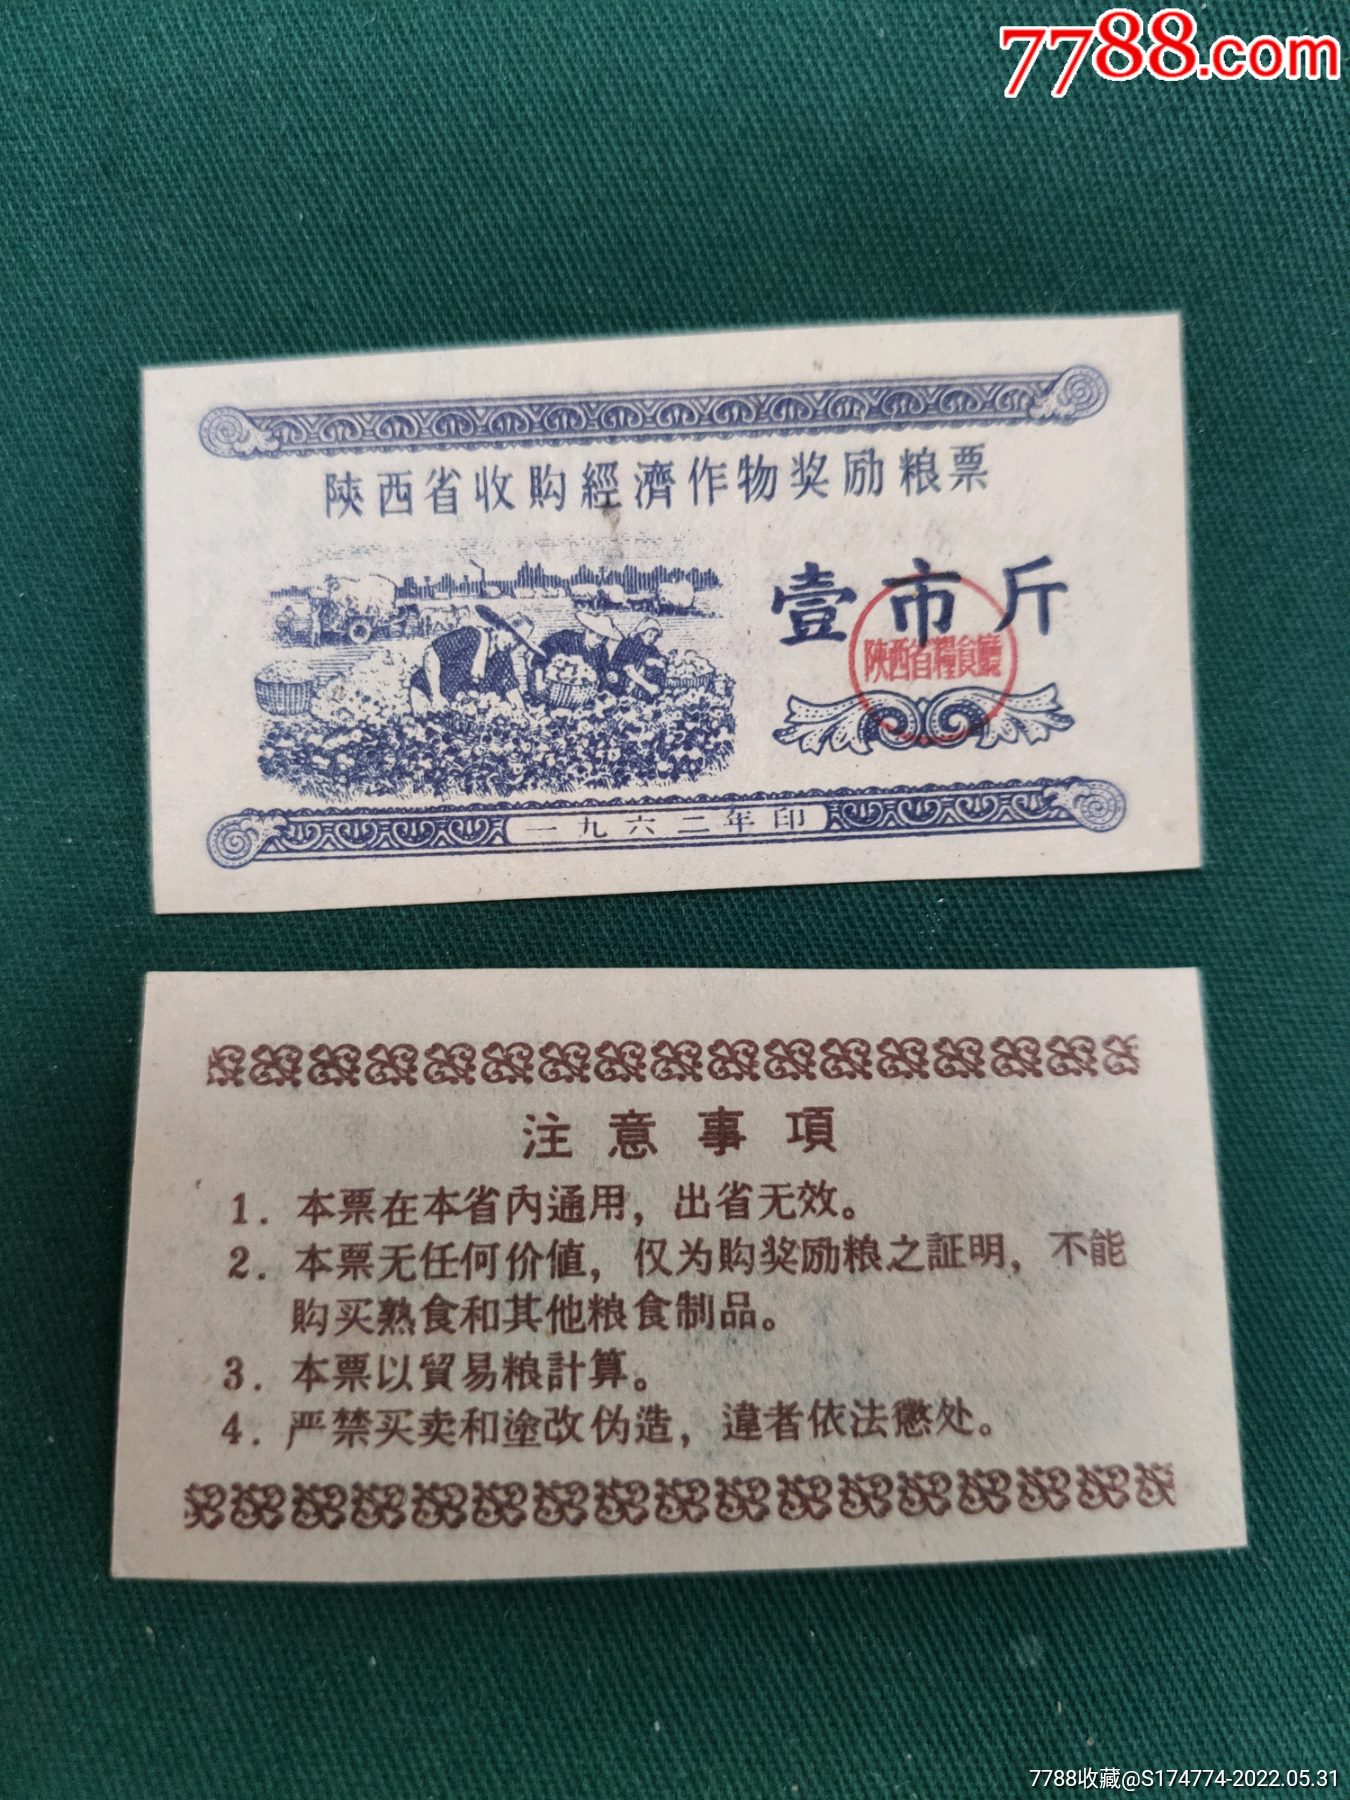 7788.com
陝西省收购經濟作物奖励粮票
壹市斤
陝西省糧食廳
一九六二年印
注意事項
1. 本票在本省內通用，出省无效。
2. 本票无任何价值，仅为购奖励粮之証明，不能
购买熟食和其他粮食制品。
3. 本票以貿易粮計算。
4. 严禁买卖和塗改伪造，違者依法懲处。
7788收藏@S174774-2022.05.31